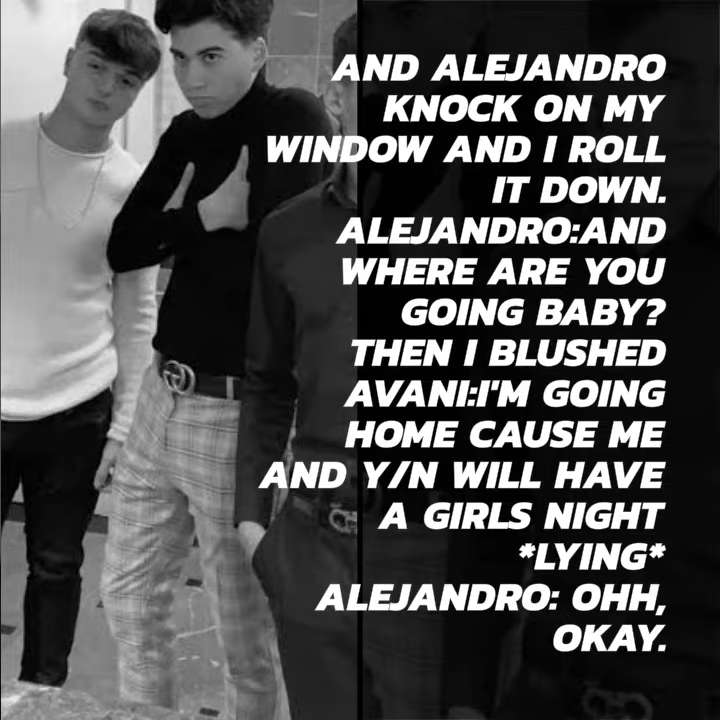 AND ALEJANDRO
KNOCK ON MY
WINDOW AND I ROLL
IT DOWN.
ALEJANDRO:AND
WHERE ARE YOU
GOING BABY?
THEN I BLUSHED
AVANI:I'M GOING
HOME CAUSE ME
AND Y/N WILL HAVE
A GIRLS NIGHT
*LYING*
ALEJANDRO: OHH,
OKAY.